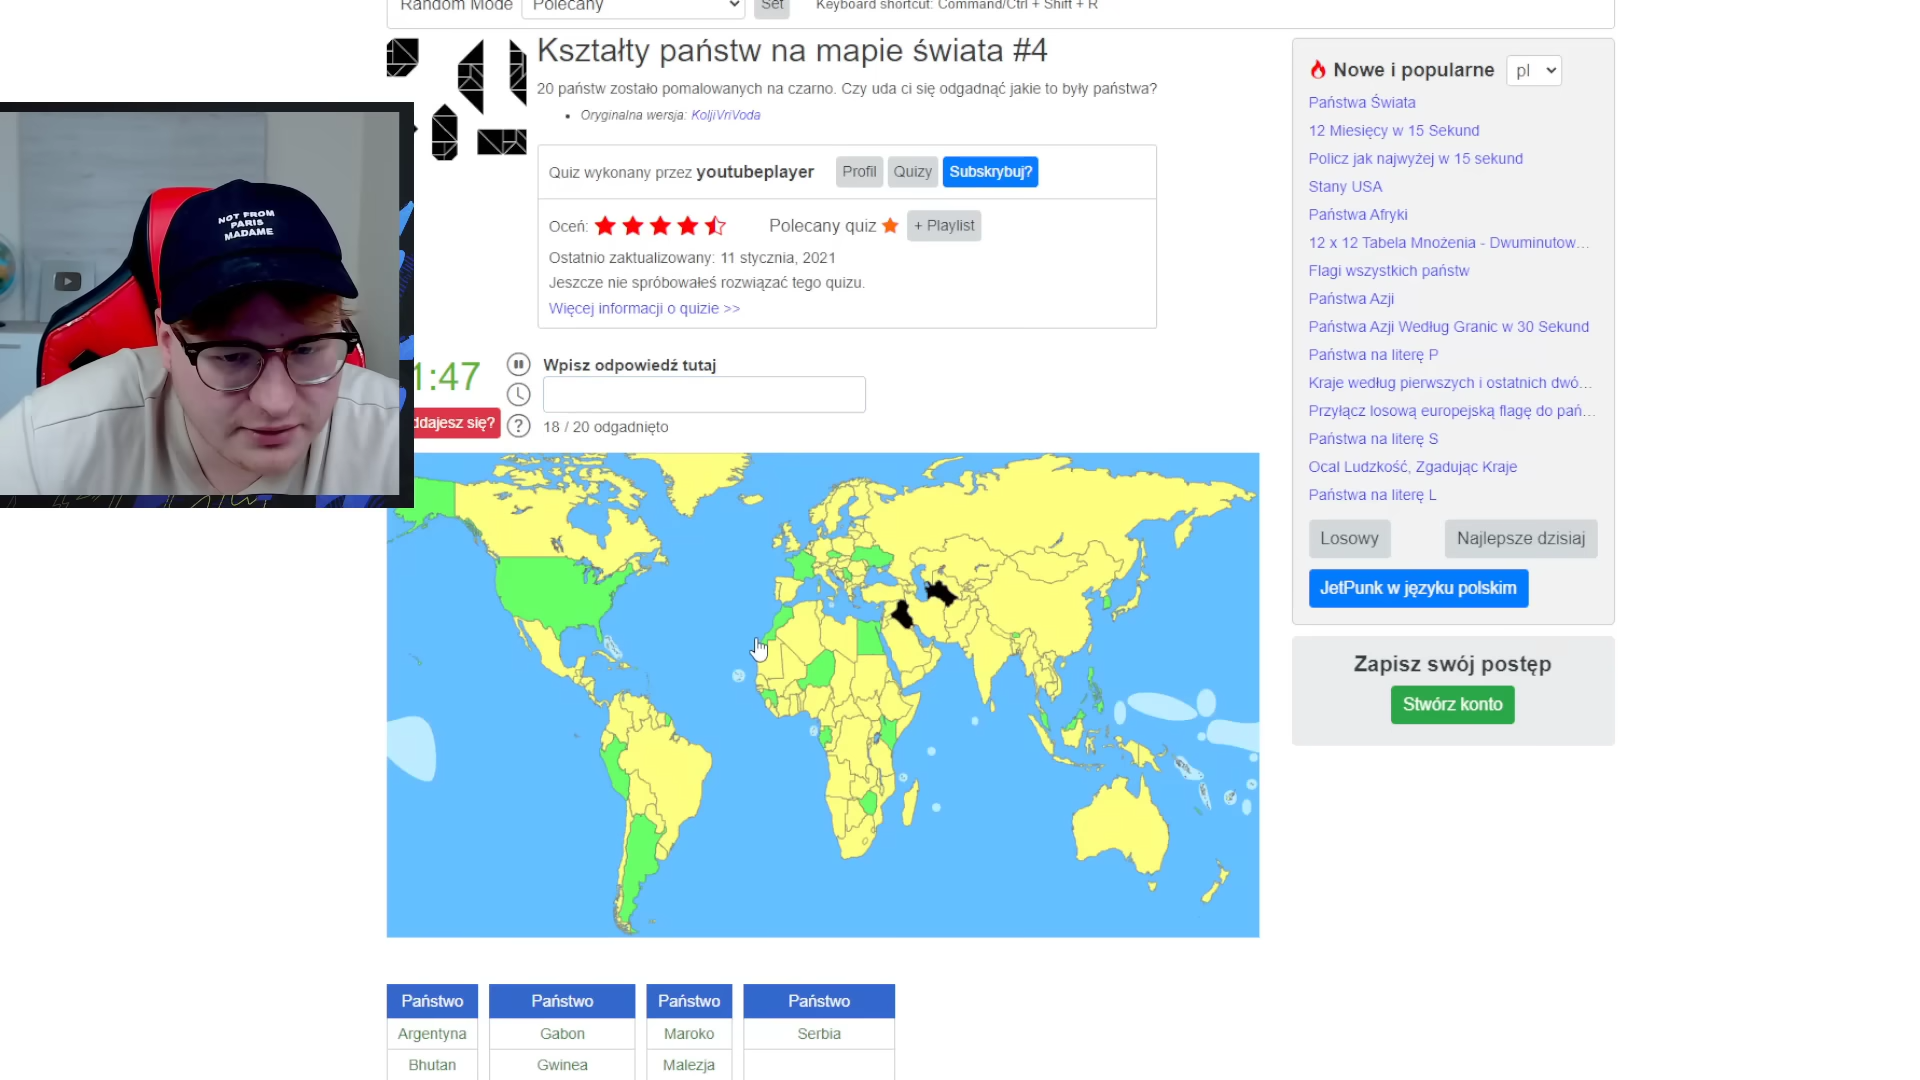 Random Mode Polecany Set Keyboard shortcut: Command/Ctrl + Shift + R
Kształty państw na mapie świata #4
20 państw zostało pomalowanych na czarno. Czy uda ci się odgadnąć jakie to były państwa?
Oryginalna wersja: KoljiVriVoda
Quiz wykonany przez youtubeplayer Profil Quizy Subskrybuj?
Oceń: Polecany quiz + Playlist
Ostatnio zaktualizowany: 11 stycznia, 2021
Jeszcze nie spróbowałeś rozwiązać tego quizu.
Więcej informacji o quizie >>
NOT FROM
PARIS
MADAME
1:47
Wpisz odpowiedź tutaj
ddajesz się?
18 / 20 odgadnięto
Państwo Państwo Państwo Państwo
Argentyna Gabon Maroko Serbia
Bhutan Gwinea Malezja
Nowe i popularne pl
Państwa Świata
12 Miesięcy w 15 Sekund
Policz jak najwyżej w 15 sekund
Stany USA
Państwa Afryki
12 x 12 Tabela Mnożenia - Dwuminutow...
Flagi wszystkich państw
Państwa Azji
Państwa Azji Według Granic w 30 Sekund
Państwa na literę P
Kraje według pierwszych i ostatnich dwó...
Przyłącz losową europejską flagę do pań...
Państwa na literę S
Ocal Ludzkość, Zgadując Kraje
Państwa na literę L
Losowy Najlepsze dzisiaj
JetPunk w języku polskim
Zapisz swój postęp
Stwórz konto